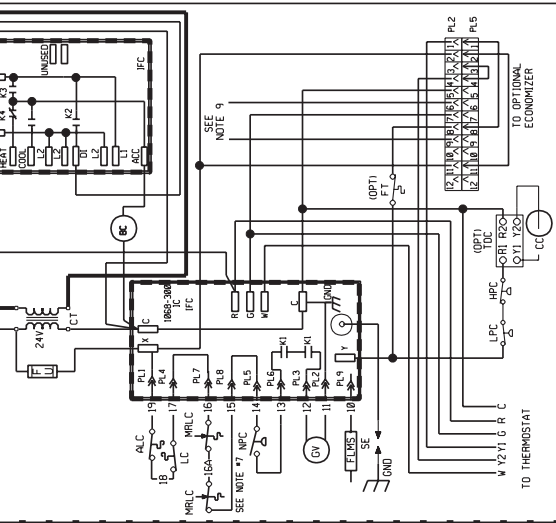 PL2 PL5
UNUSED
IFC
K3
K4
K2
HEAT
COOL
L2
L2
D1
L2
L1
ACC
SEE
NOTE 9
1 1
2 2
3 3
4 4
5 5
6 6
7 7
8 8
9 9
10 10
11 11
12 12
TO OPTIONAL
ECONOMIZER
(OPT)
FT
BC
(OPT)
TDC
R1 R2
Y1 Y2
CC
HPC
LPC
C
X
1068-300
IC
IFC
R
G
W
C
GND
Y
K1
K1
24V
CT
FU
PL1
PL4
PL7
PL8
PL5
PL6
PL3
PL2
PL9
19
17
16
15
14
13
12
11
10
ALC
LC
18
MRLC
16A
MRLC
SEE NOTE #7
NPC
GV
FLMS
SE
GND
C
R
G
Y1
Y2
W
TO THERMOSTAT